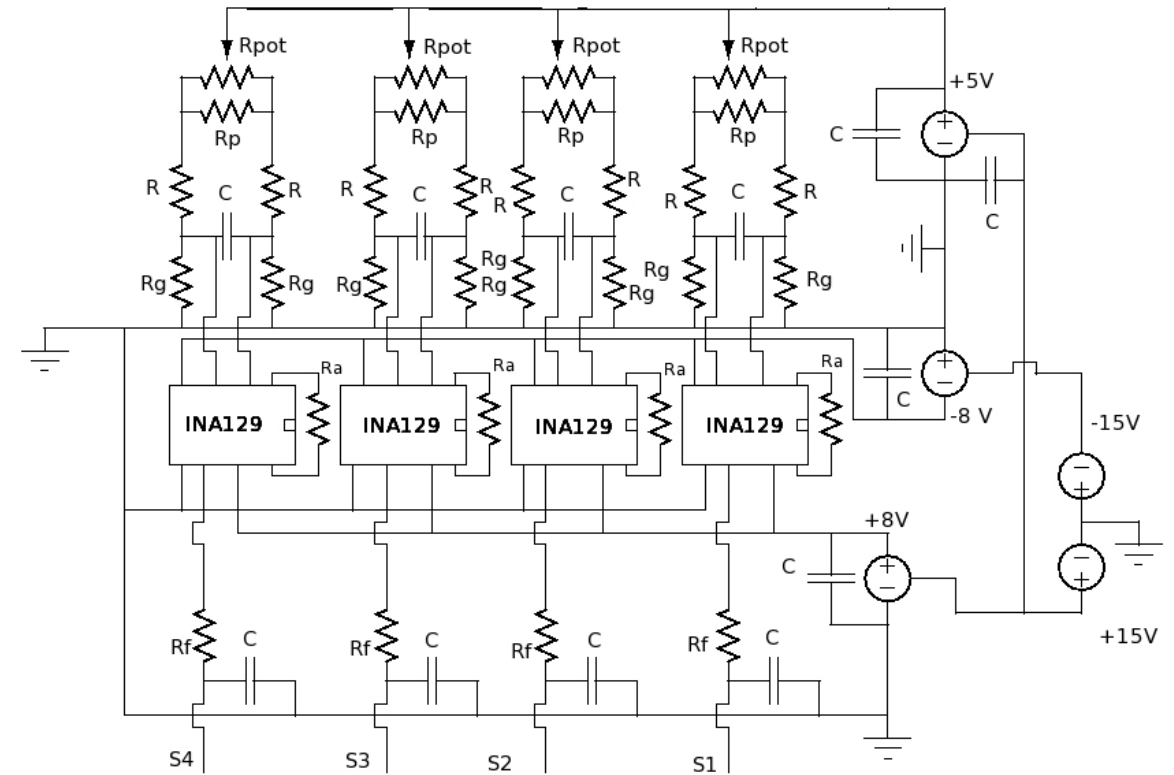 Rpot Rpot Rpot Rpot
+5V
Rp Rp Rp Rp
C
R C R R C R R C R R C R
C
Rg Rg Rg Rg Rg Rg Rg Rg
Ra Ra Ra Ra
C
-8 V
INA129 INA129 INA129 INA129
-15V
+8V
C
+15V
Rf C Rf C Rf C Rf C
S4 S3 S2 S1